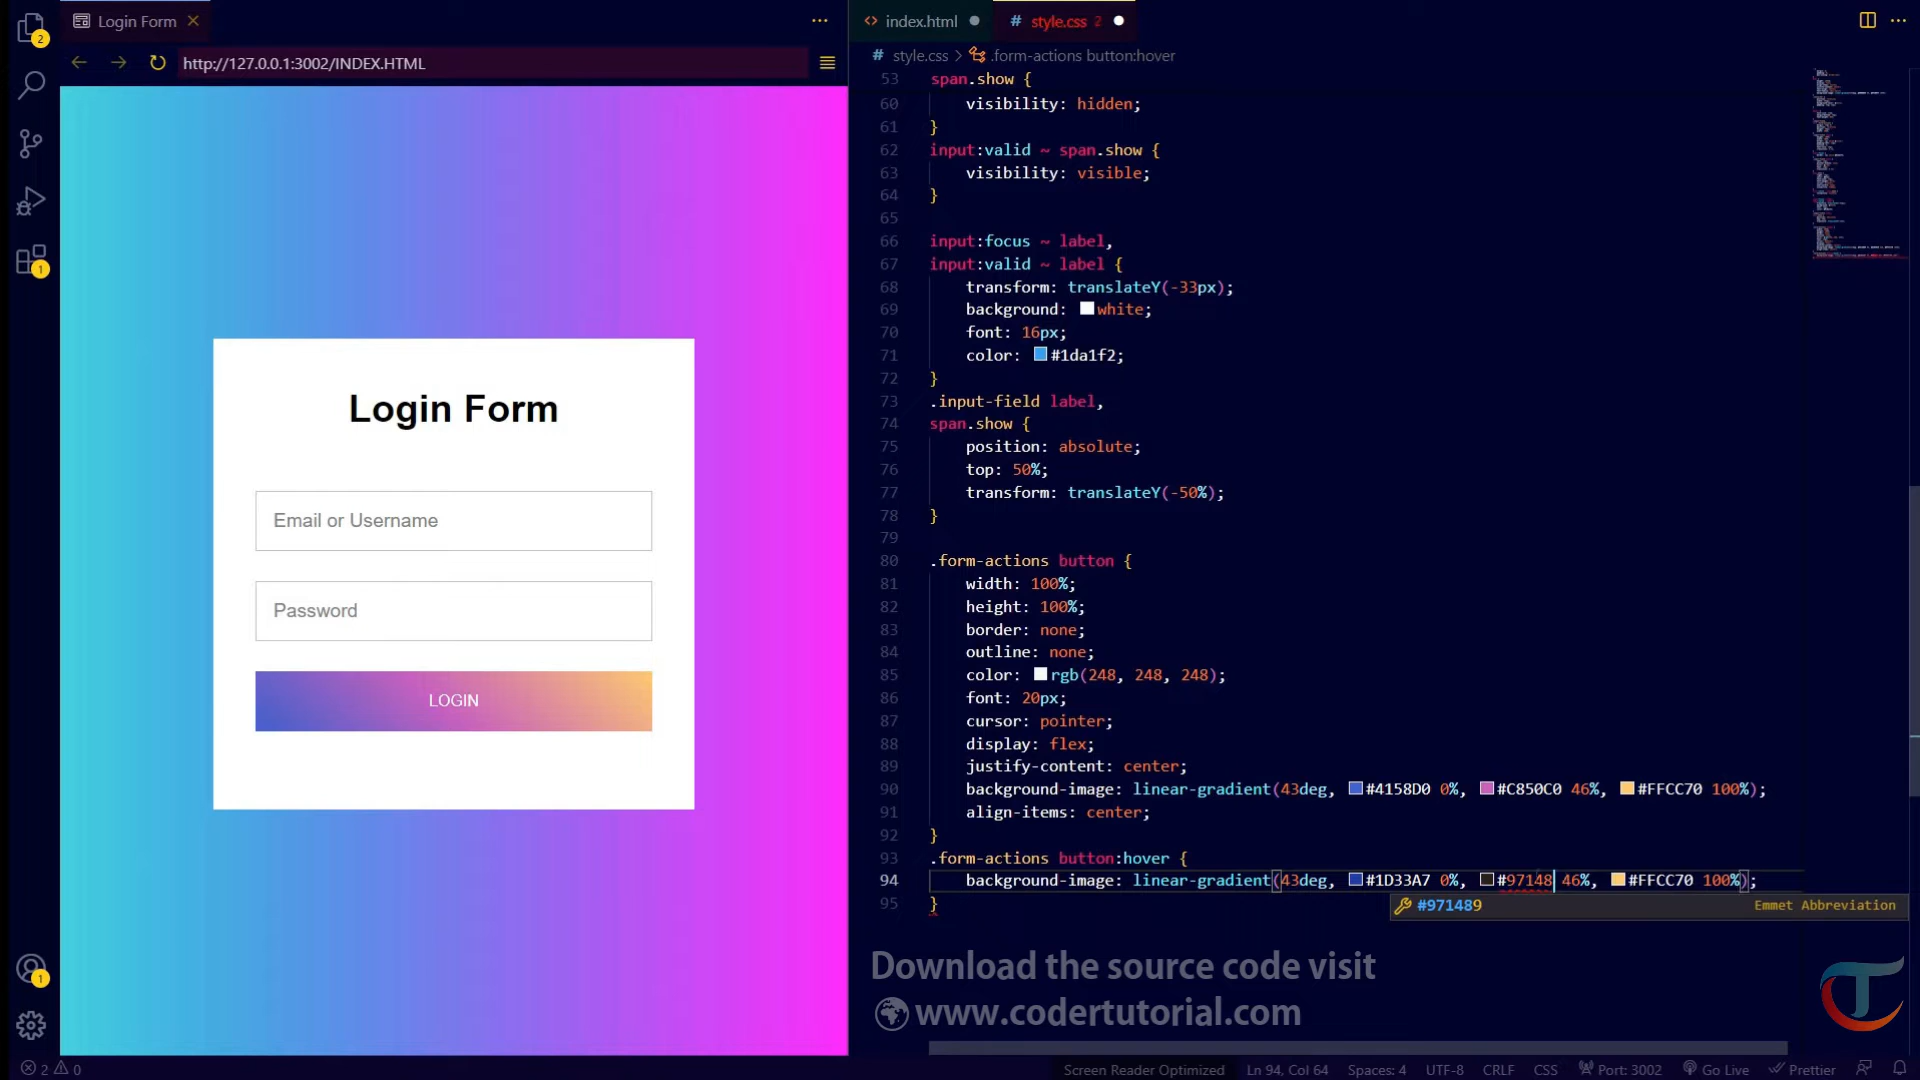 Login Form
http://127.0.0.1:3002/INDEX.HTML
Login Form
Email or Username
Password
LOGIN
2
1
1
index.html
# style.css 2
# style.css > .form-actions button:hover
53 span.show {
60 visibility: hidden;
61 }
62 input:valid ~ span.show {
63 visibility: visible;
64 }
65
66 input:focus ~ label,
67 input:valid ~ label {
68 transform: translateY(-33px);
69 background: white;
70 font: 16px;
71 color: #1da1f2;
72 }
73 .input-field label,
74 span.show {
75 position: absolute;
76 top: 50%;
77 transform: translateY(-50%);
78 }
79
80 .form-actions button {
81 width: 100%;
82 height: 100%;
83 border: none;
84 outline: none;
85 color: rgb(248, 248, 248);
86 font: 20px;
87 cursor: pointer;
88 display: flex;
89 justify-content: center;
90 background-image: linear-gradient(43deg, #4158D0 0%, #C850C0 46%, #FFCC70 100%);
91 align-items: center;
92 }
93 .form-actions button:hover {
94 background-image: linear-gradient(43deg, #1D33A7 0%, #97148 46%, #FFCC70 100%);
95 }
#971489 Emmet Abbreviation
Download the source code visit
www.codertutorial.com
2 0
Screen Reader Optimized Ln 94, Col 64 Spaces: 4 UTF-8 CRLF CSS Port: 3002 Go Live Prettier